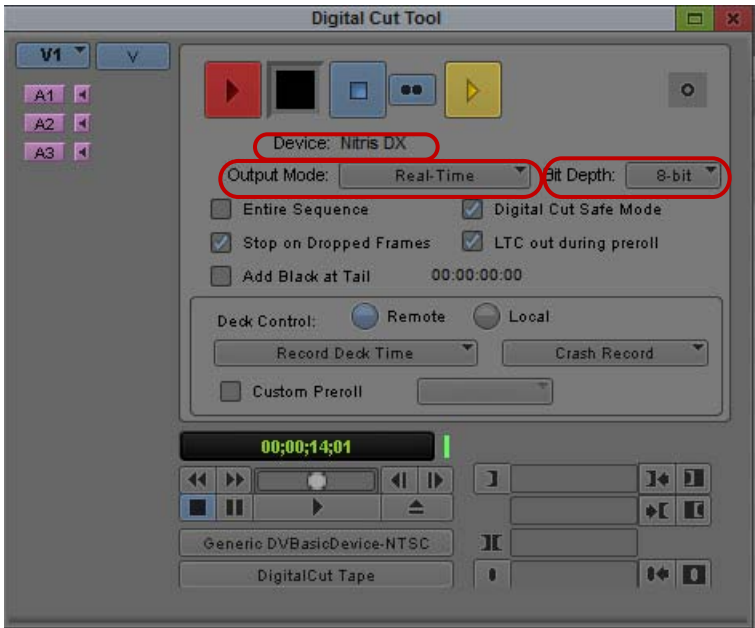 Digital Cut Tool
V1 V
A1
A2
A3
Device: Nitris DX
Output Mode: Real-Time Bit Depth: 8-bit
Entire Sequence Digital Cut Safe Mode
Stop on Dropped Frames LTC out during preroll
Add Black at Tail 00:00:00:00
Deck Control: Remote Local
Record Deck Time Crash Record
Custom Preroll
00;00;14;01
Generic DVBasicDevice-NTSC
DigitalCut Tape